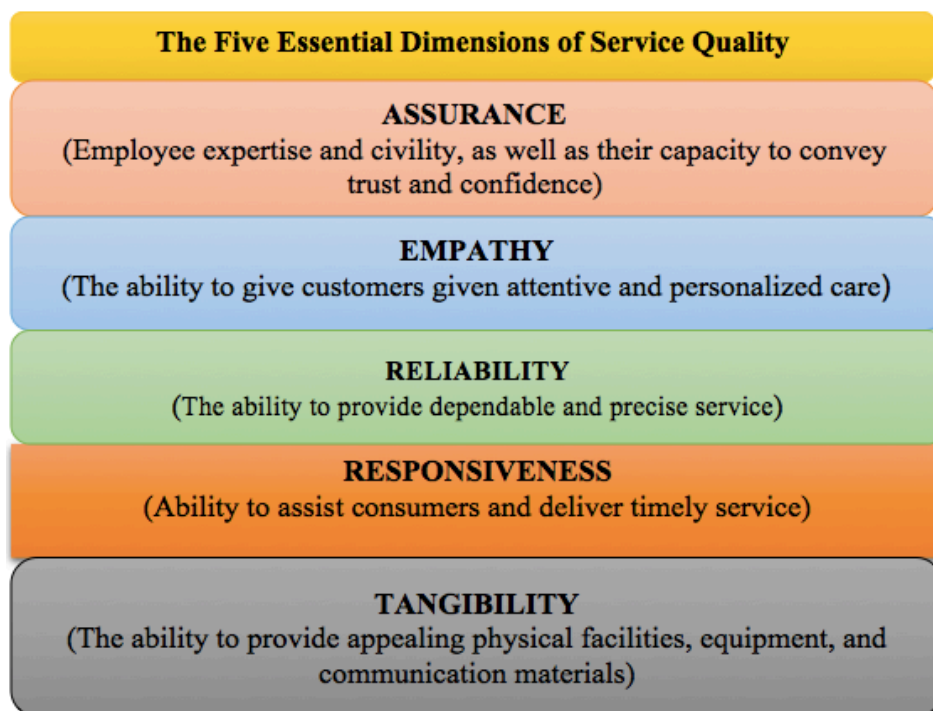 The Five Essential Dimensions of Service Quality
ASSURANCE
(Employee expertise and civility, as well as their capacity to convey
trust and confidence)
EMPATHY
(The ability to give customers given attentive and personalized care)
RELIABILITY
(The ability to provide dependable and precise service)
RESPONSIVENESS
(Ability to assist consumers and deliver timely service)
TANGIBILITY
(The ability to provide appealing physical facilities, equipment, and
communication materials)